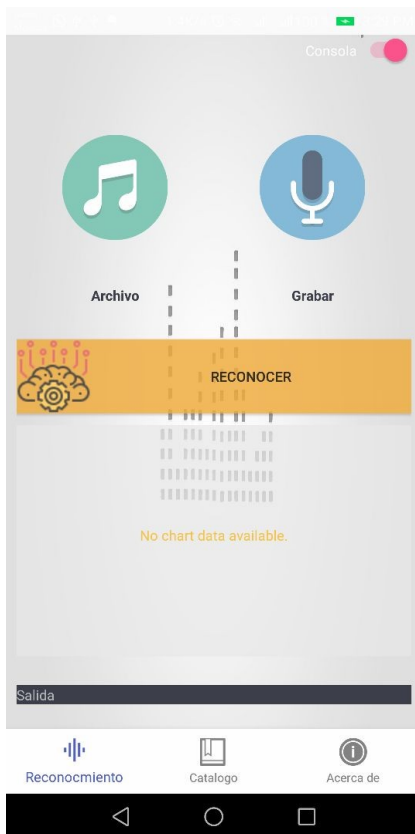 Consola
Archivo
Grabar
RECONOCER
No chart data available.
Salida
Reconocmiento
Catalogo
Acerca de